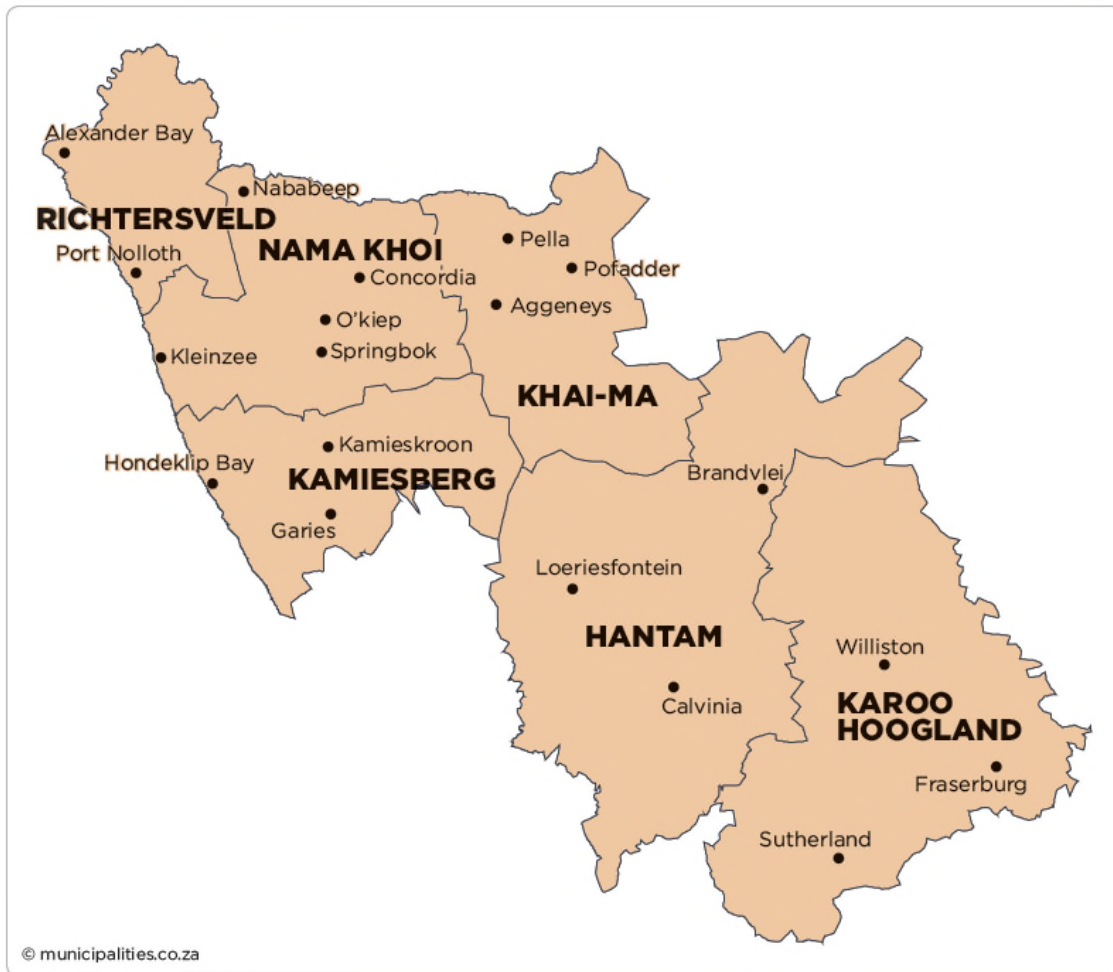 Alexander Bay
Nababeep
RICHTERSVELD
Port Nolloth
NAMA KHOI
Concordia
O'kiep
Springbok
Kleinzee
Pella
Pofadder
Aggeneys
KHAI-MA
Kamieskroon
Hondeklip Bay
KAMIESBERG
Garies
Brandvlei
Loeriesfontein
HANTAM
Calvinia
Williston
KAROO
HOOGLAND
Fraserburg
Sutherland
© municipalities.co.za